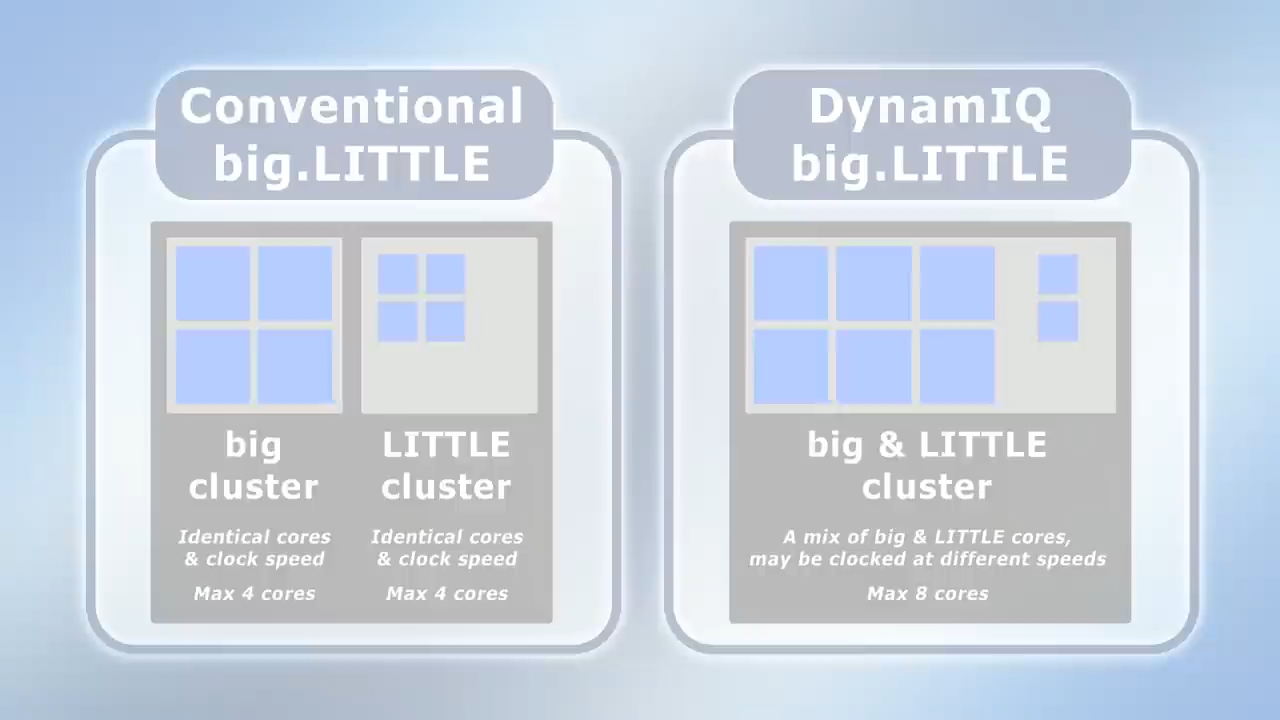 Conventional
big.LITTLE
big
cluster
Identical cores
& clock speed
Max 4 cores
LITTLE
cluster
Identical cores
& clock speed
Max 4 cores
DynamIQ
big.LITTLE
big & LITTLE
cluster
A mix of big & LITTLE cores,
may be clocked at different speeds
Max 8 cores